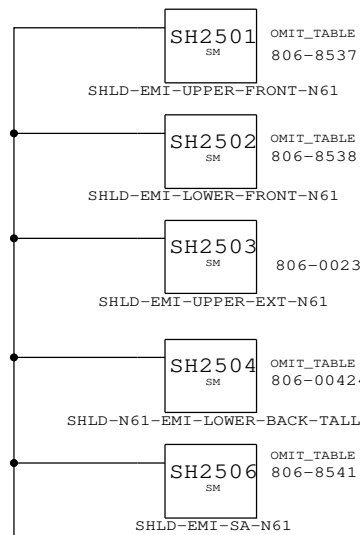 SH2501
SM
OMIT_TABLE
806-8537
SHLD-EMI-UPPER-FRONT-N61
SH2502
SM
OMIT_TABLE
806-8538
SHLD-EMI-LOWER-FRONT-N61
SH2503
SM
806-0023
SHLD-EMI-UPPER-EXT-N61
SH2504
SM
OMIT_TABLE
806-00424
SHLD-N61-EMI-LOWER-BACK-TALL
SH2506
SM
OMIT_TABLE
806-8541
SHLD-EMI-SA-N61